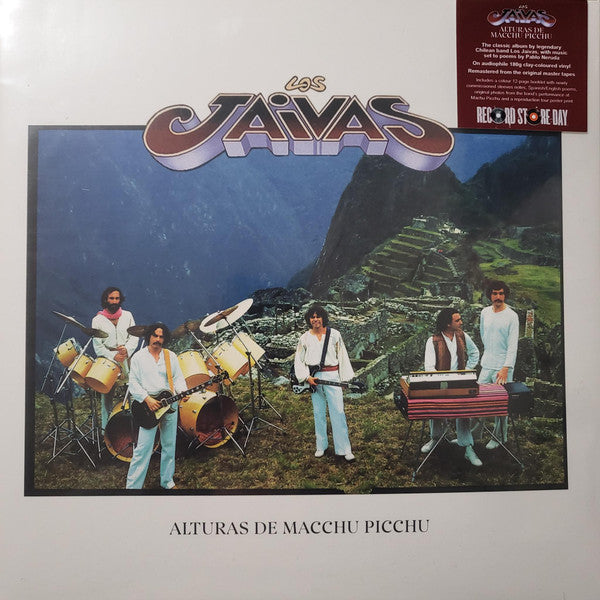 LOS
JAIVAS
ALTURAS DE MACCHU PICCHU
LOS
JAIVAS
ALTURAS DE
MACCHU PICCHU
The classic album by legendary
Chilean band Los Jaivas, with music
set to poems by Pablo Neruda
On audiophile 180g clay-coloured vinyl
Remastered from the original master tapes
Includes a colour 12-page booklet with newly
commissioned sleeve notes, Spanish/English poems,
original photos from the band's performance at
Machu Picchu and a reproduction tour poster print
RECORD STORE DAY